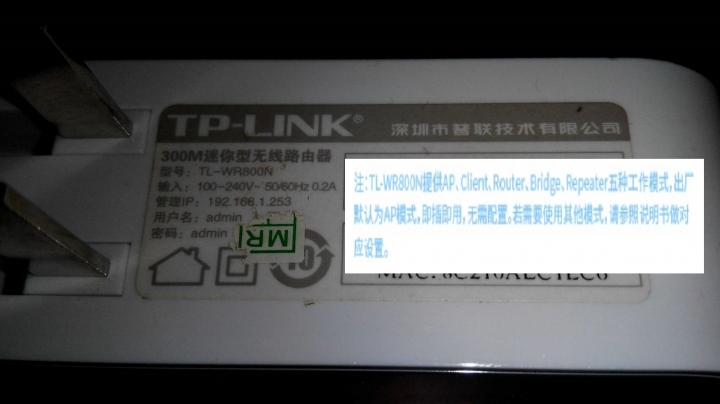 TP-LINK® 深圳市普联技术有限公司
300M迷你型无线路由器
型号：TL-WR800N
输入：100-240V~50/60Hz 0.2A
管理IP：192.168.1.253
用户名：admin
密码：admin
MRI
10
注：TL-WR800N提供AP、Client、Router、Bridge、Repeater五种工作模式，出厂
默认为AP模式，即插即用，无需配置。若需要使用其他模式，请参照说明书做对
应设置。
MAC: